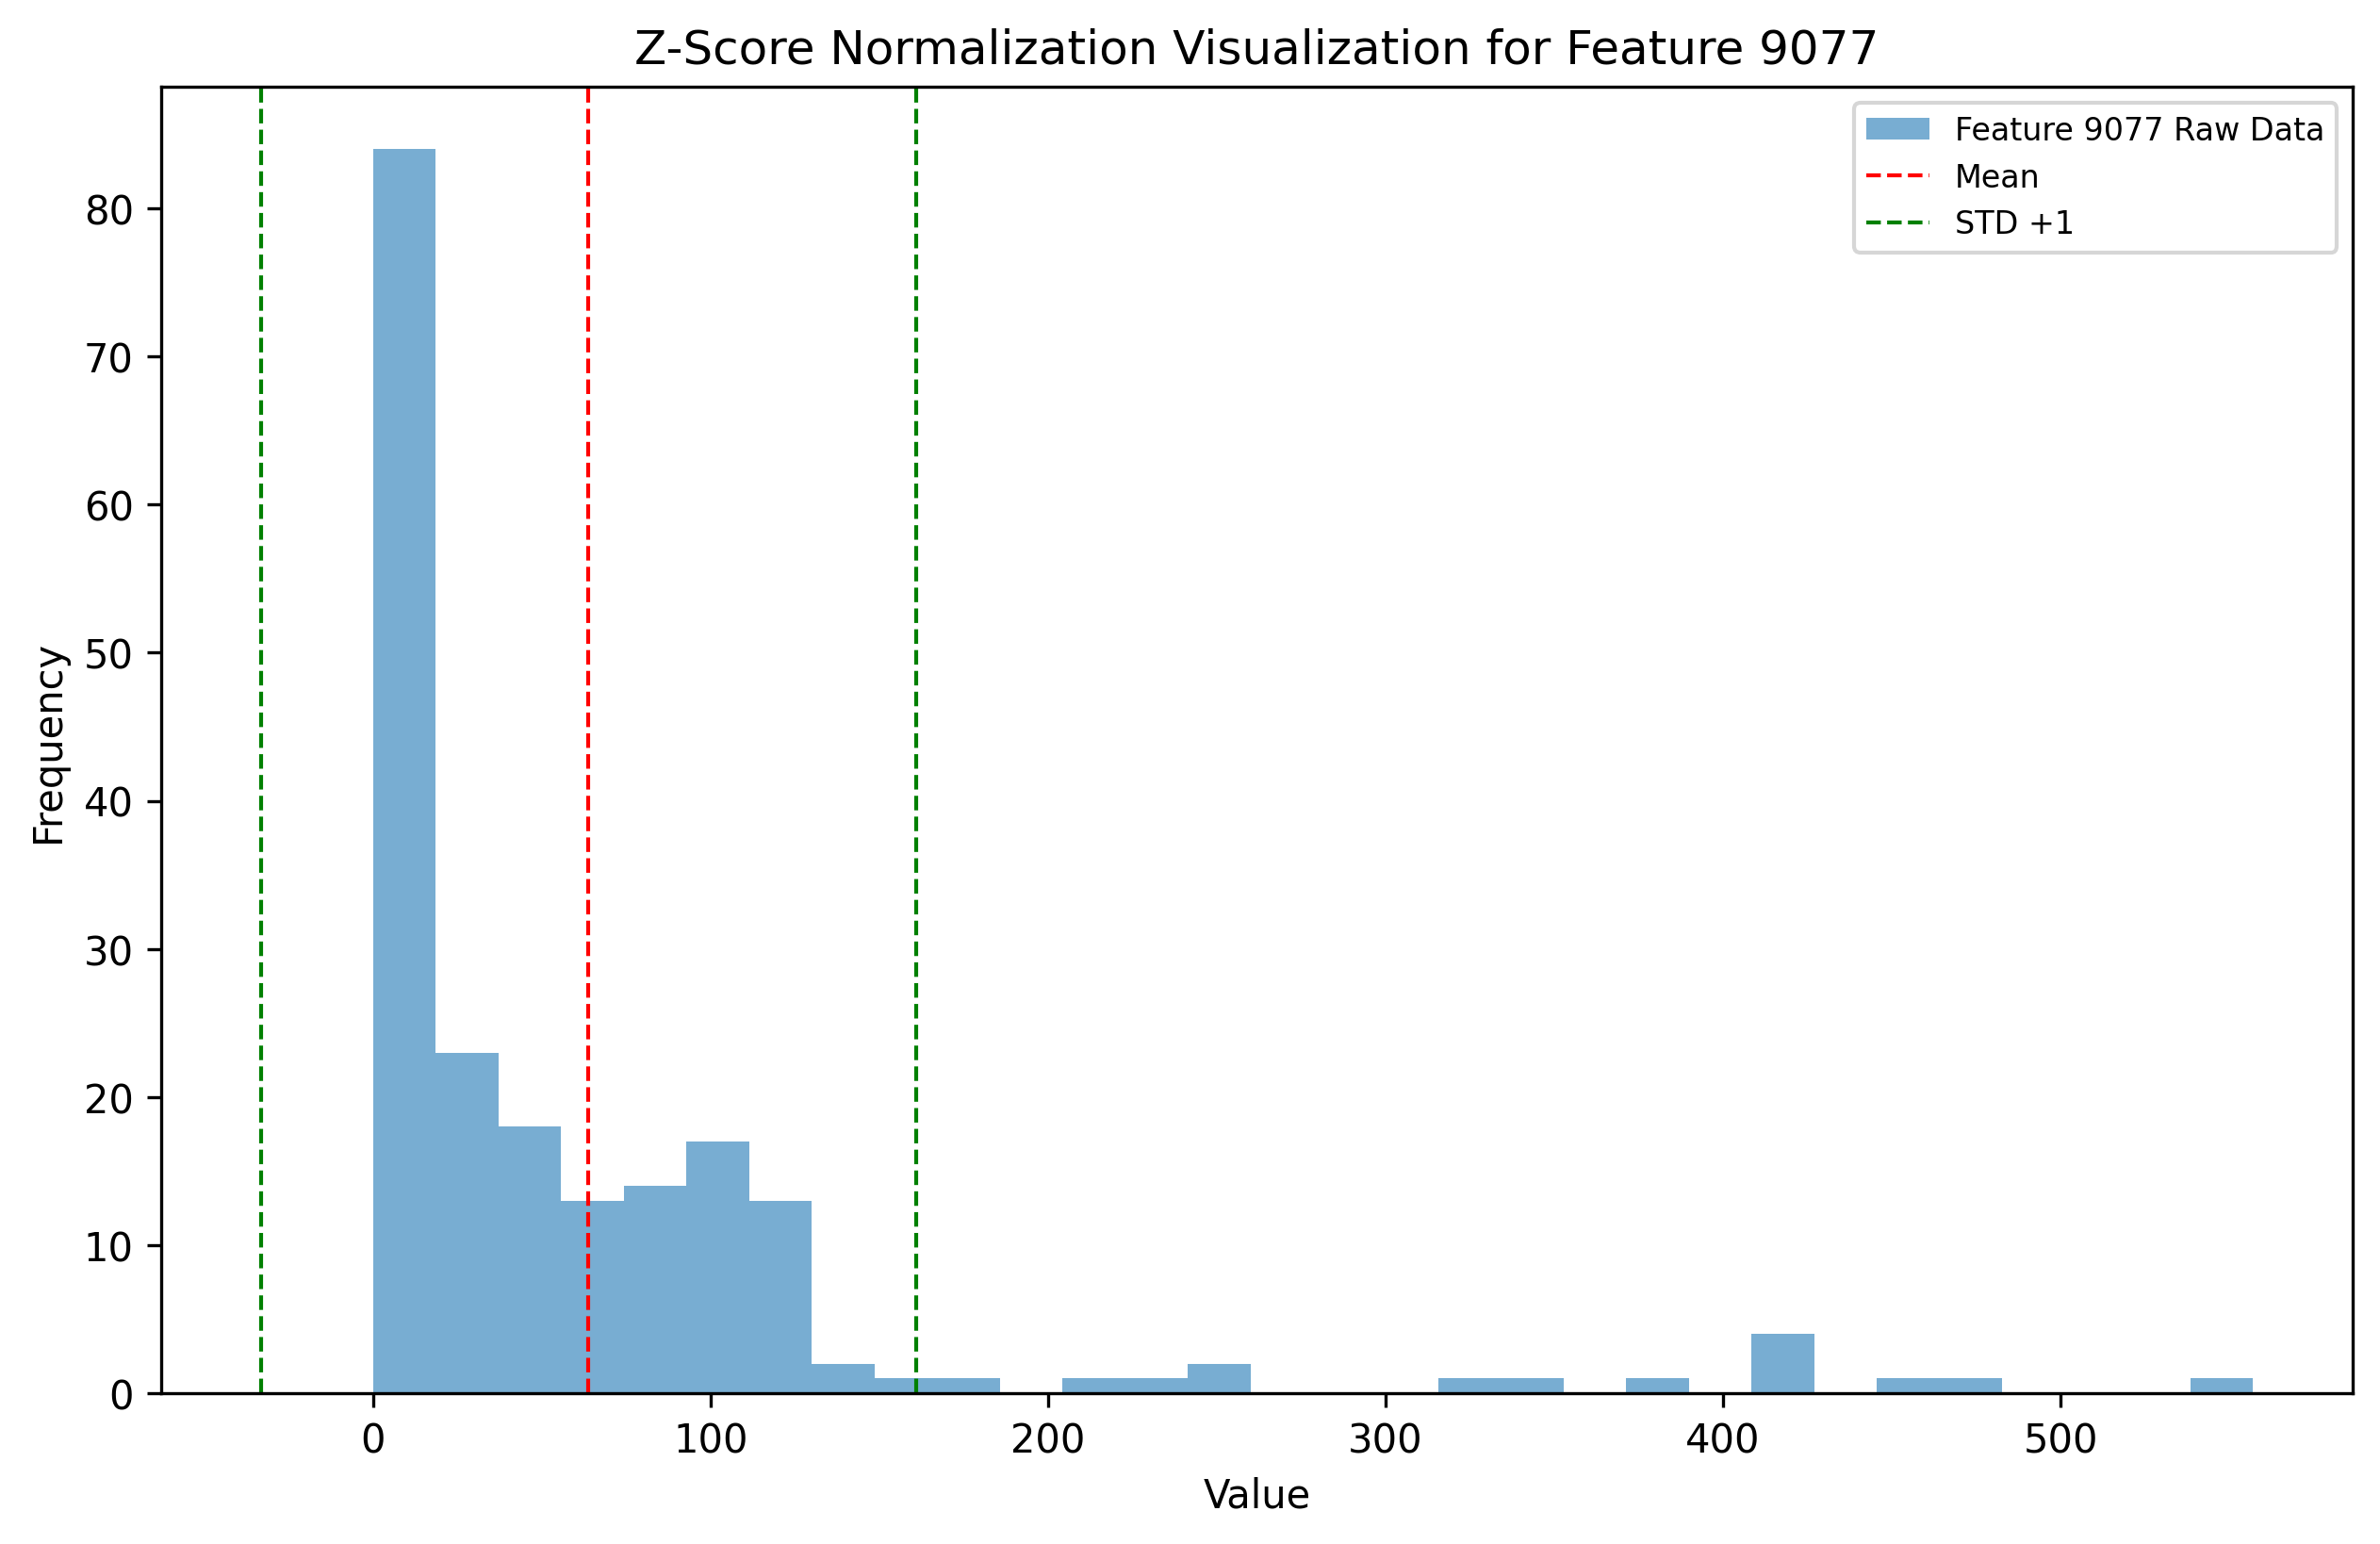 Z-Score Normalization Visualization for Feature 9077
Feature 9077 Raw Data
Mean
STD +1
Frequency
80
70
60
50
40
30
20
10
0
0 100 200 300 400 500
Value